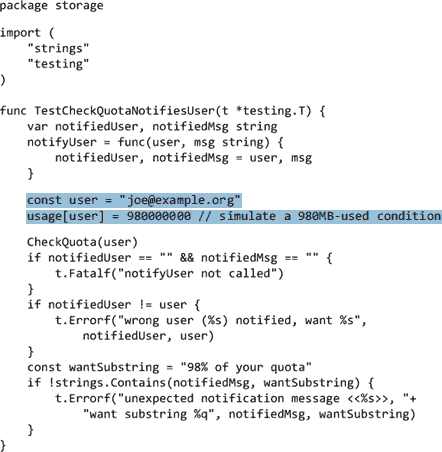 package storage
import (
"strings"
"testing"
)
func TestCheckQuotaNotifiesUser(t *testing.T) {
var notifiedUser, notifiedMsg string
notifyUser = func(user, msg string) {
notifiedUser, notifiedMsg = user, msg
}
const user = "joe@example.org"
usage[user] = 980000000 // simulate a 980MB-used condition
CheckQuota(user)
if notifiedUser == "" && notifiedMsg == "" {
t.Fatalf("notifyUser not called")
}
if notifiedUser != user {
t.Errorf("wrong user (%s) notified, want %s",
notifiedUser, user)
}
const wantSubstring = "98% of your quota"
if !strings.Contains(notifiedMsg, wantSubstring) {
t.Errorf("unexpected notification message <<%s>>, "+
"want substring %q", notifiedMsg, wantSubstring)
}
}